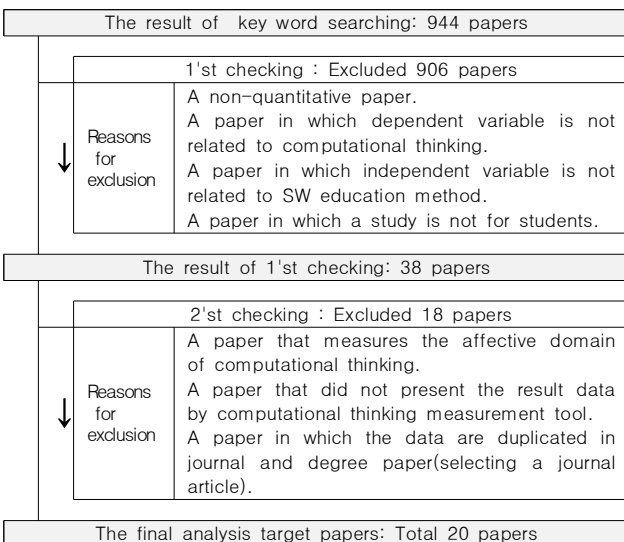 The result of key word searching: 944 papers
1'st checking : Excluded 906 papers
Reasons
for
exclusion
A non-quantitative paper.
A paper in which dependent variable is not
related to computational thinking.
A paper in which independent variable is not
related to SW education method.
A paper in which a study is not for students.
The result of 1'st checking: 38 papers
2'st checking : Excluded 18 papers
Reasons
for
exclusion
A paper that measures the affective domain
of computational thinking.
A paper that did not present the result data
by computational thinking measurement tool.
A paper in which the data are duplicated in
journal and degree paper(selecting a journal
article).
The final analysis target papers: Total 20 papers